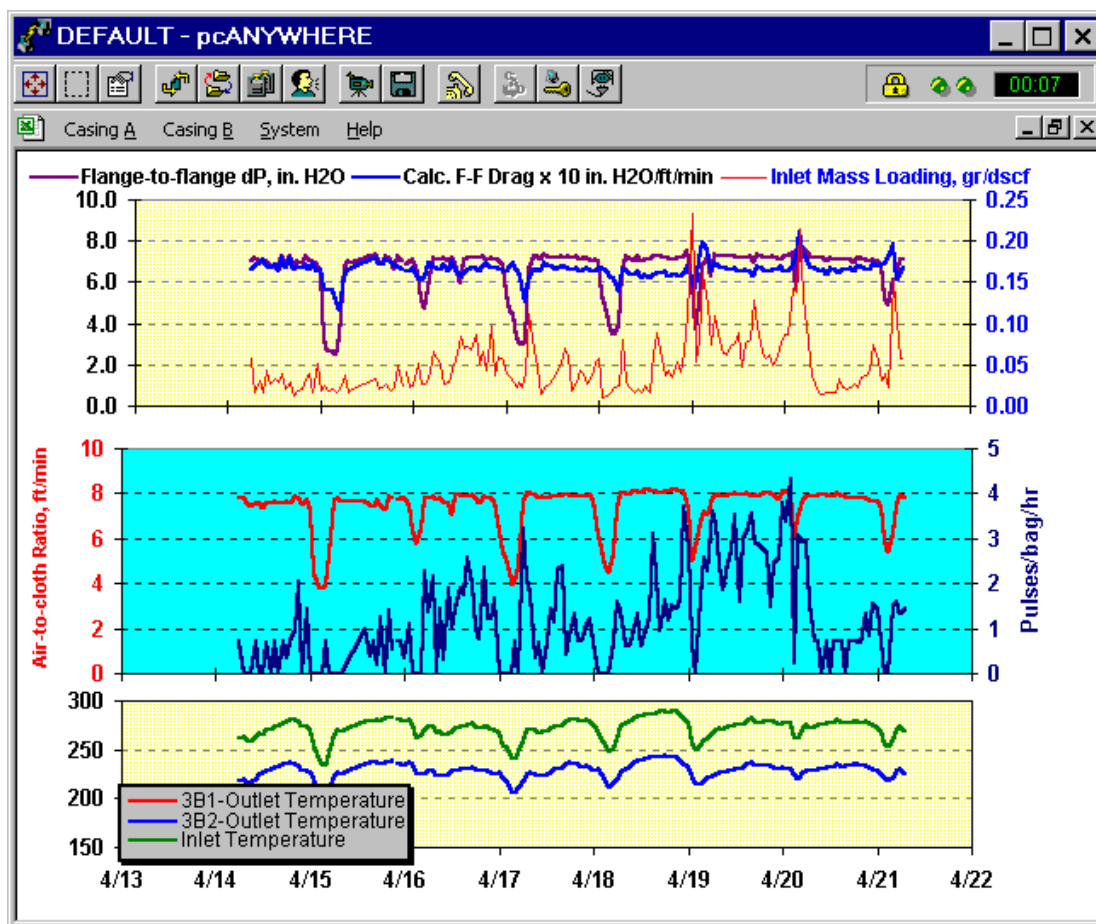 DEFAULT - pcANYWHERE
00:07
Casing A Casing B System Help
Flange-to-flange dP, in. H2O Calc. F-F Drag x 10 in. H2O/ft/min Inlet Mass Loading, gr/dscf
10.0 0.25
8.0 0.20
6.0 0.15
4.0 0.10
2.0 0.05
0.0 0.00
Air-to-cloth Ratio, ft/min
Pulses/bag/hr
10 5
8 4
6 3
4 2
2 1
0 0
300
250
200
150
3B1-Outlet Temperature
3B2-Outlet Temperature
Inlet Temperature
4/13 4/14 4/15 4/16 4/17 4/18 4/19 4/20 4/21 4/22